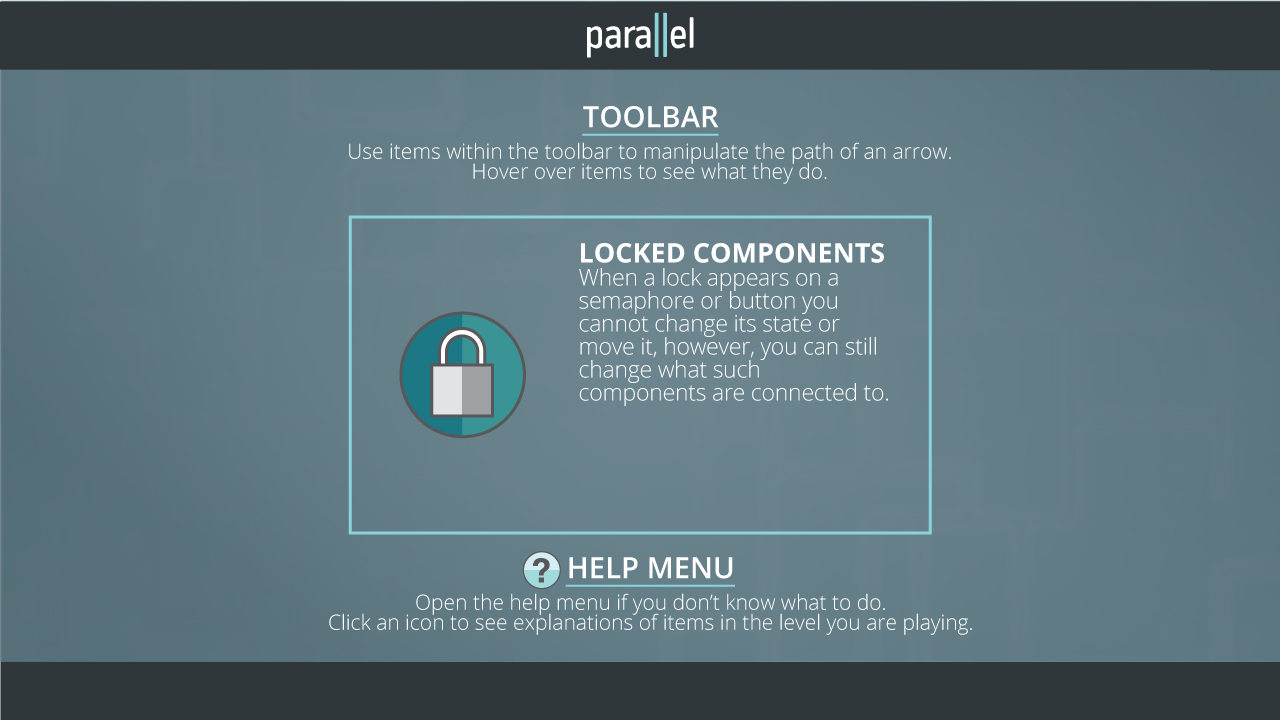 parallel
TOOLBAR
Use items within the toolbar to manipulate the path of an arrow.
Hover over items to see what they do.
LOCKED COMPONENTS
When a lock appears on a
semaphore or button you
cannot change its state or
move it, however, you can still
change what such
components are connected to.
? HELP MENU
Open the help menu if you don't know what to do.
Click an icon to see explanations of items in the level you are playing.